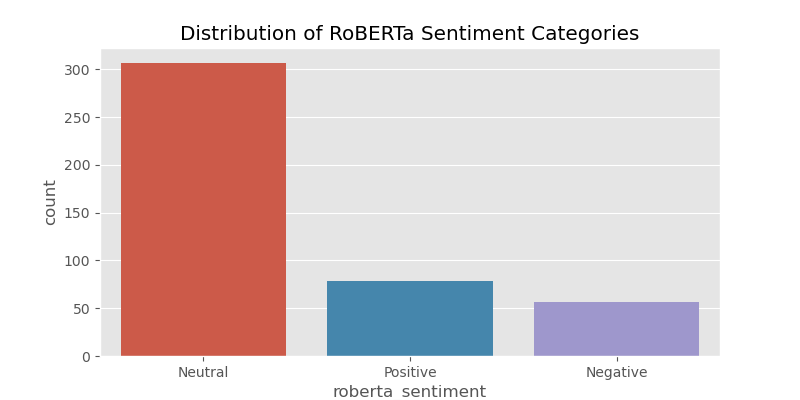 Distribution of RoBERTa Sentiment Categories
count
300
250
200
150
100
50
0
Neutral Positive Negative
roberta_sentiment